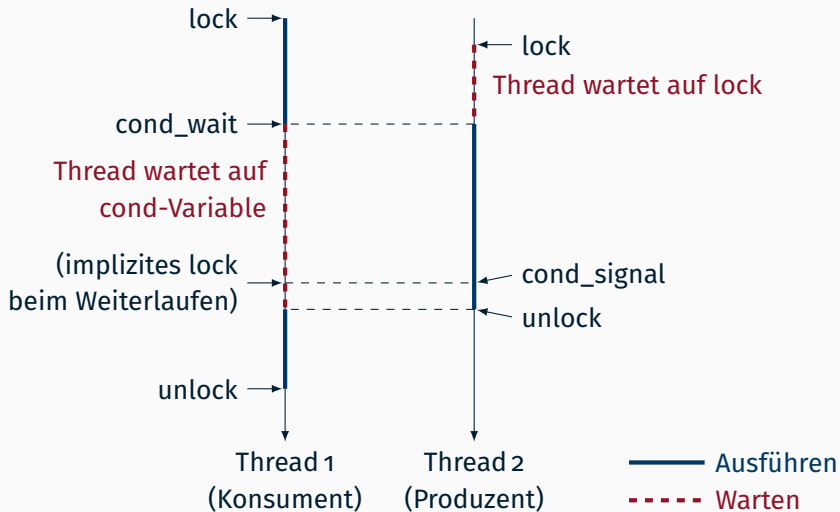 lock
lock
Thread wartet auf lock
cond_wait
Thread wartet auf
cond-Variable
(implizites lock
beim Weiterlaufen)
cond_signal
unlock
unlock
Thread 1
(Konsument)
Thread 2
(Produzent)
Ausführen
Warten